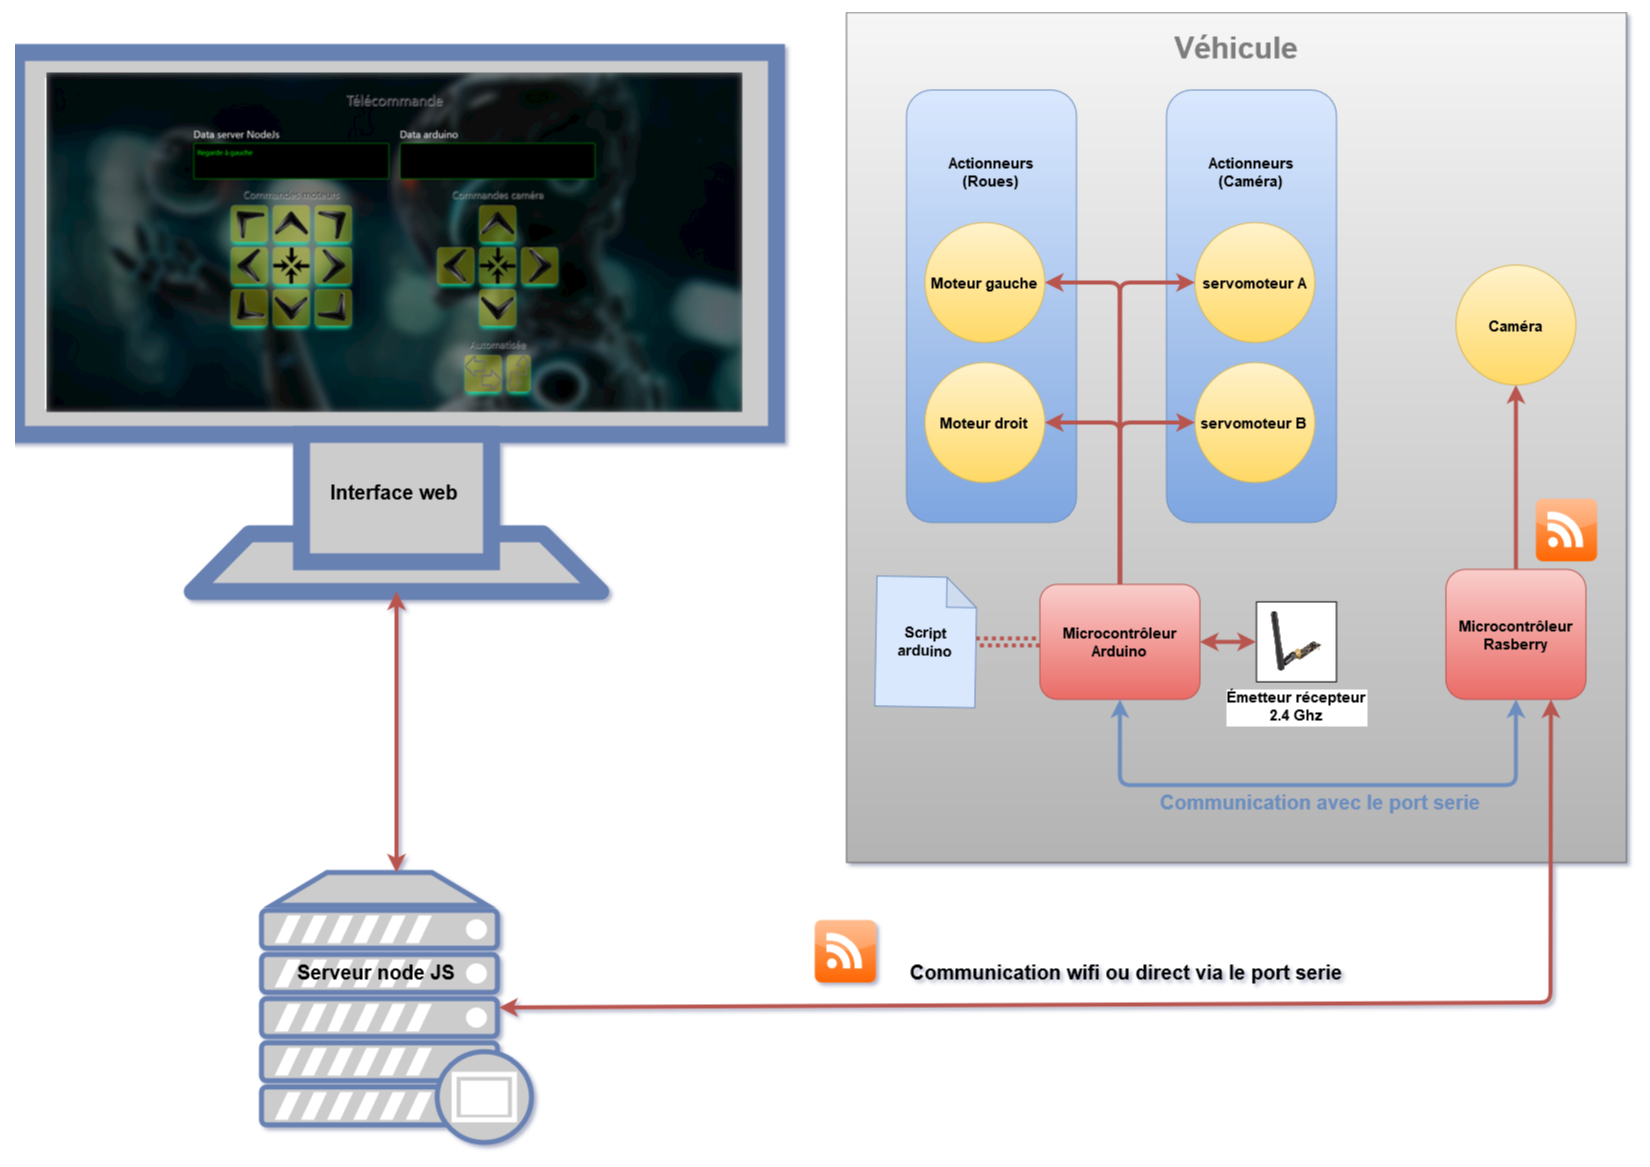 Télécommande
Data server NodeJs
Data arduino
Regarde à gauche
Commandes moteurs
Commandes caméra
Automatisée
Interface web
Serveur node JS
Véhicule
Actionneurs
(Roues)
Actionneurs
(Caméra)
Moteur gauche
servomoteur A
Moteur droit
servomoteur B
Caméra
Script
arduino
Microcontrôleur
Arduino
Émetteur récepteur
2.4 Ghz
Microcontrôleur
Rasberry
Communication avec le port serie
Communication wifi ou direct via le port serie